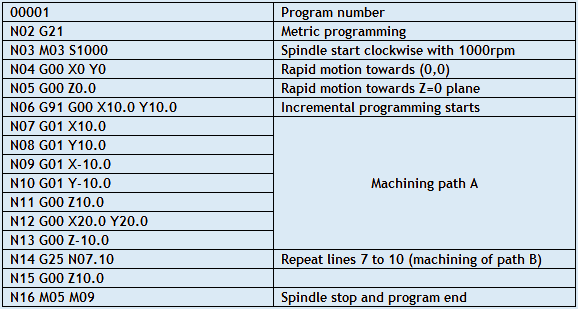 00001 Program number
N02 G21 Metric programming
N03 M03 S1000 Spindle start clockwise with 1000rpm
N04 G00 X0 Y0 Rapid motion towards (0,0)
N05 G00 Z0.0 Rapid motion towards Z=0 plane
N06 G91 G00 X10.0 Y10.0 Incremental programming starts
N07 G01 X10.0
N08 G01 Y10.0
N09 G01 X-10.0
N10 G01 Y-10.0 Machining path A
N11 G00 Z10.0
N12 G00 X20.0 Y20.0
N13 G00 Z-10.0
N14 G25 N07.10 Repeat lines 7 to 10 (machining of path B)
N15 G00 Z10.0
N16 M05 M09 Spindle stop and program end